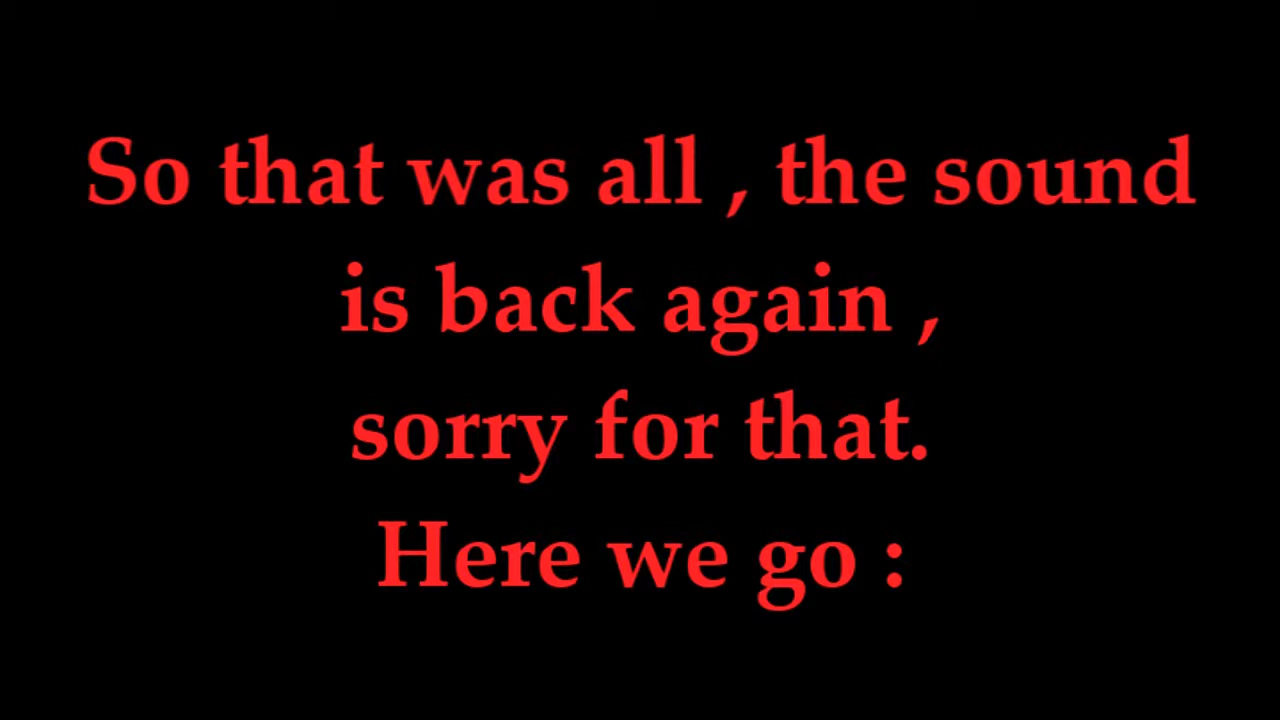 So that was all , the sound
is back again ,
sorry for that.
Here we go :